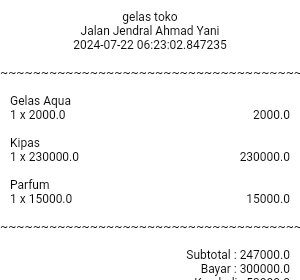 gelas toko
Jalan Jendral Ahmad Yani
2024-07-22 06:23:02.847235
~~~~~~~~~~~~~~~~~~~~~~~~~~~~~~~~~~~~~~
Gelas Aqua
1 x 2000.0 2000.0
Kipas
1 x 230000.0 230000.0
Parfum
1 x 15000.0 15000.0
~~~~~~~~~~~~~~~~~~~~~~~~~~~~~~~~~~~~~~
Subtotal : 247000.0
Bayar : 300000.0